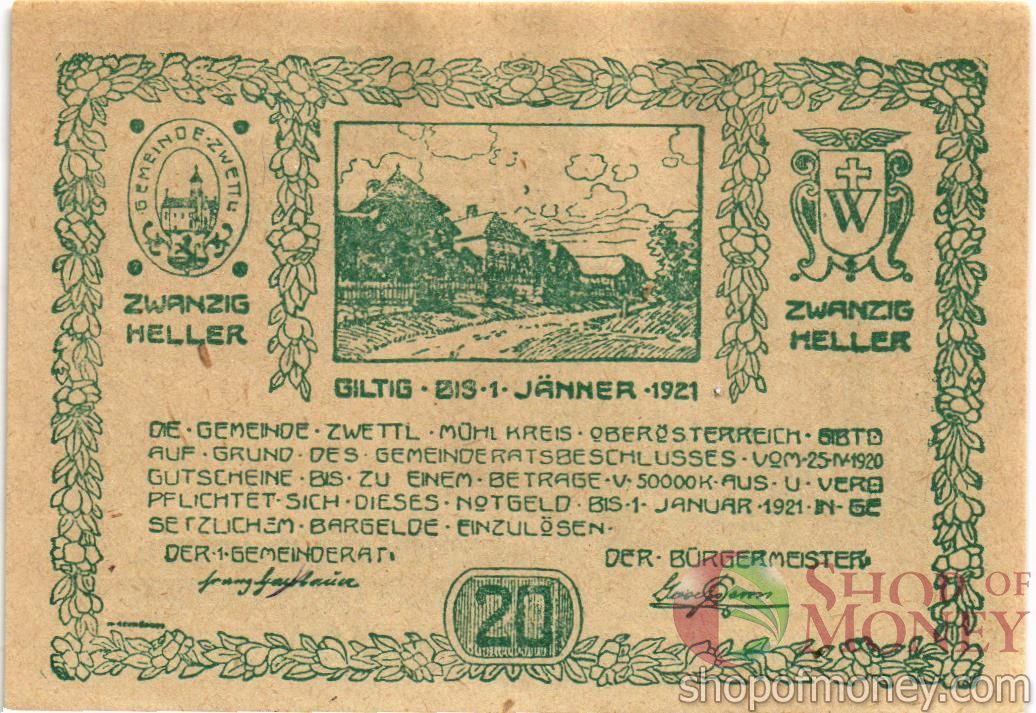 GEMEINDE · ZWETTL
W
ZWANZIG
HELLER
ZWANZIG
HELLER
GILTIG · BIS · 1 · JÄNNER · 1921
DIE · GEMEINDE · ZWETTL · MÜHLKREIS · OBERÖSTERREICH · GIBT
AUF · GRUND · DES · GEMEINDERATSBESCHLUSSES · VOM · 25 · IV · 1920
GUTSCHEINE · BIS · ZU · EINEM · BETRAGE · V · 50000K · AUS · U · VER
PFLICHTET · SICH · DIESES · NOTGELD · BIS · 1 · JANUAR · 1921 · IN · GE
SETZLICHEM · BARGELDE · EINZULÖSEN ·
DER · 1 · GEMEINDERAT:
DER · BÜRGERMEISTER:
20
SHOP OF
MONEY
shopofmoney.com